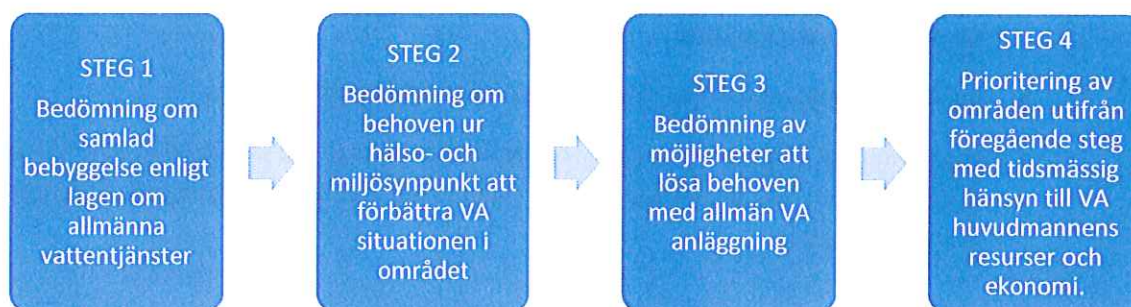 STEG 1
Bedömning om
samlad
bebyggelse enligt
lagen om
allmänna
vattentjänster
STEG 2
Bedömning om
behoven ur
hälso- och
miljösynpunkt att
förbättra VA
situationen i
området
STEG 3
Bedömning av
möjligheter att
lösa behoven
med allmän VA
anläggning
STEG 4
Prioritering av
områden utifrån
föregående steg
med tidsmässig
hänsyn till VA
huvudmannens
resurser och
ekonomi.